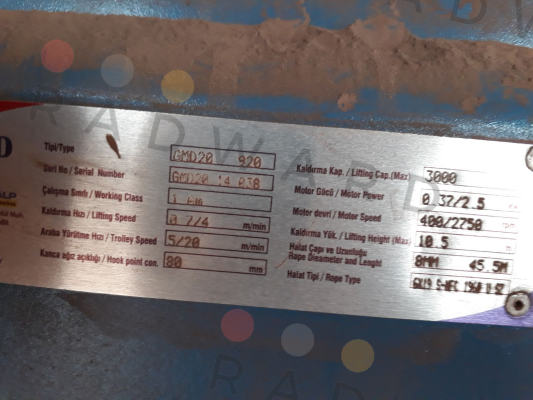 RADWARD
Tipi/Type GMD20 920
Seri No / Serial Number GMD20 14 038
Çalışma Sınıfı / Working Class
Kaldırma Hızı / Lifting Speed 0.7/4 m/min
Araba Yürütme Hızı / Trolley Speed 5/20 m/min
Kanca ağız açıklığı / Hook point con. 80 mm
Kaldırma Kap. / Lifting Cap.(Max) 3000
Motor Gücü / Motor Power 0.37/2.5
Motor devri / Motor Speed 400/2750 rpm
Kaldırma Yük. / Lifting Height (Max) 10.5 m
Halat Çapı ve Uzunluğu
Rope Dieameter and Lenght 8MM 45.5M
Halat Tipi / Rope Type
ALP
RADWARD